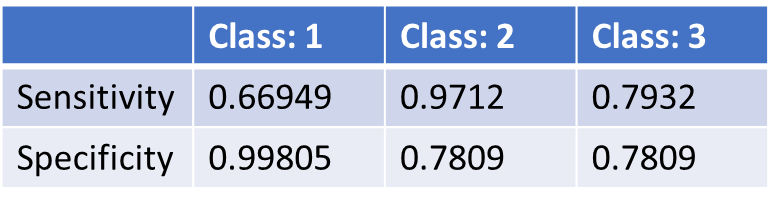 Class: 1 Class: 2 Class: 3
Sensitivity 0.66949 0.9712 0.7932
Specificity 0.99805 0.7809 0.7809